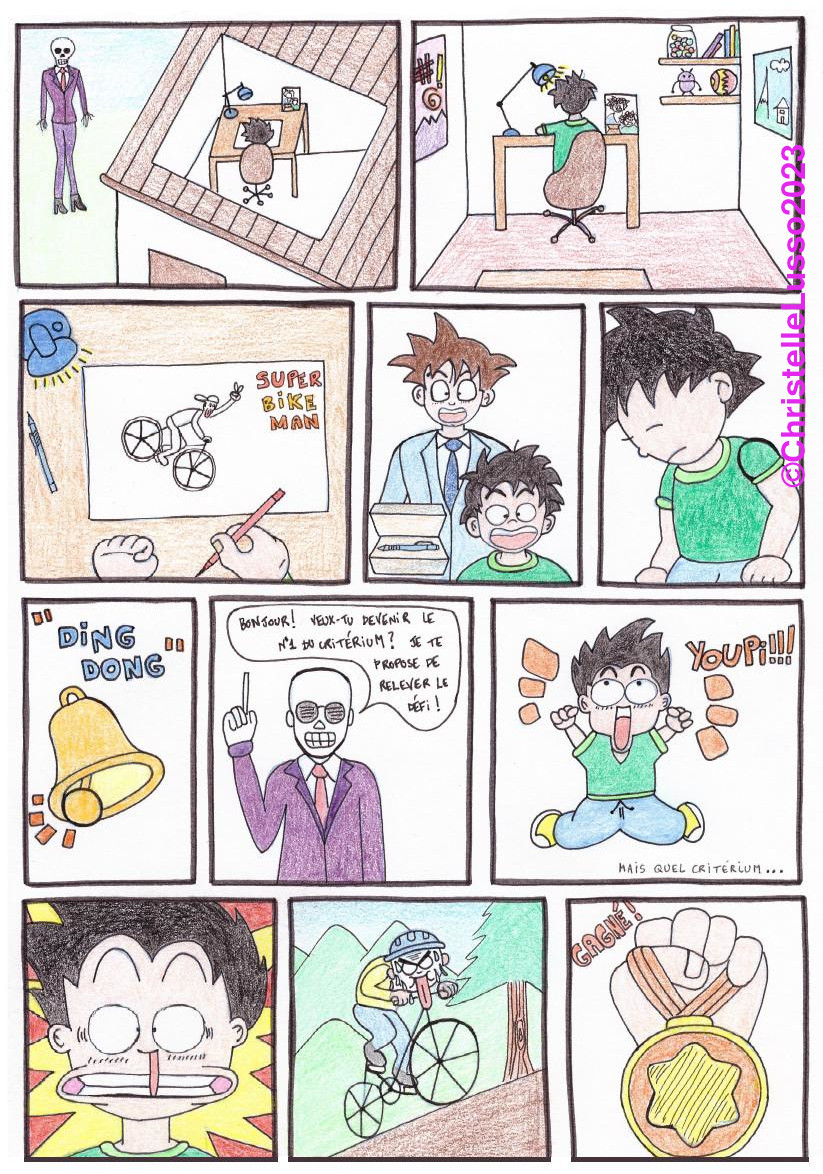 SUPER
BIKE
MAN
"DING
DONG"
BONJOUR! VEUX-TU DEVENIR LE
N°1 DU CRITÉRIUM? JE TE
PROPOSE DE
RELEVER LE
DÉFI!
YOUPI!!!
MAIS QUEL CRITÉRIUM...
GAGNÉ!
©ChristelleLusso2023